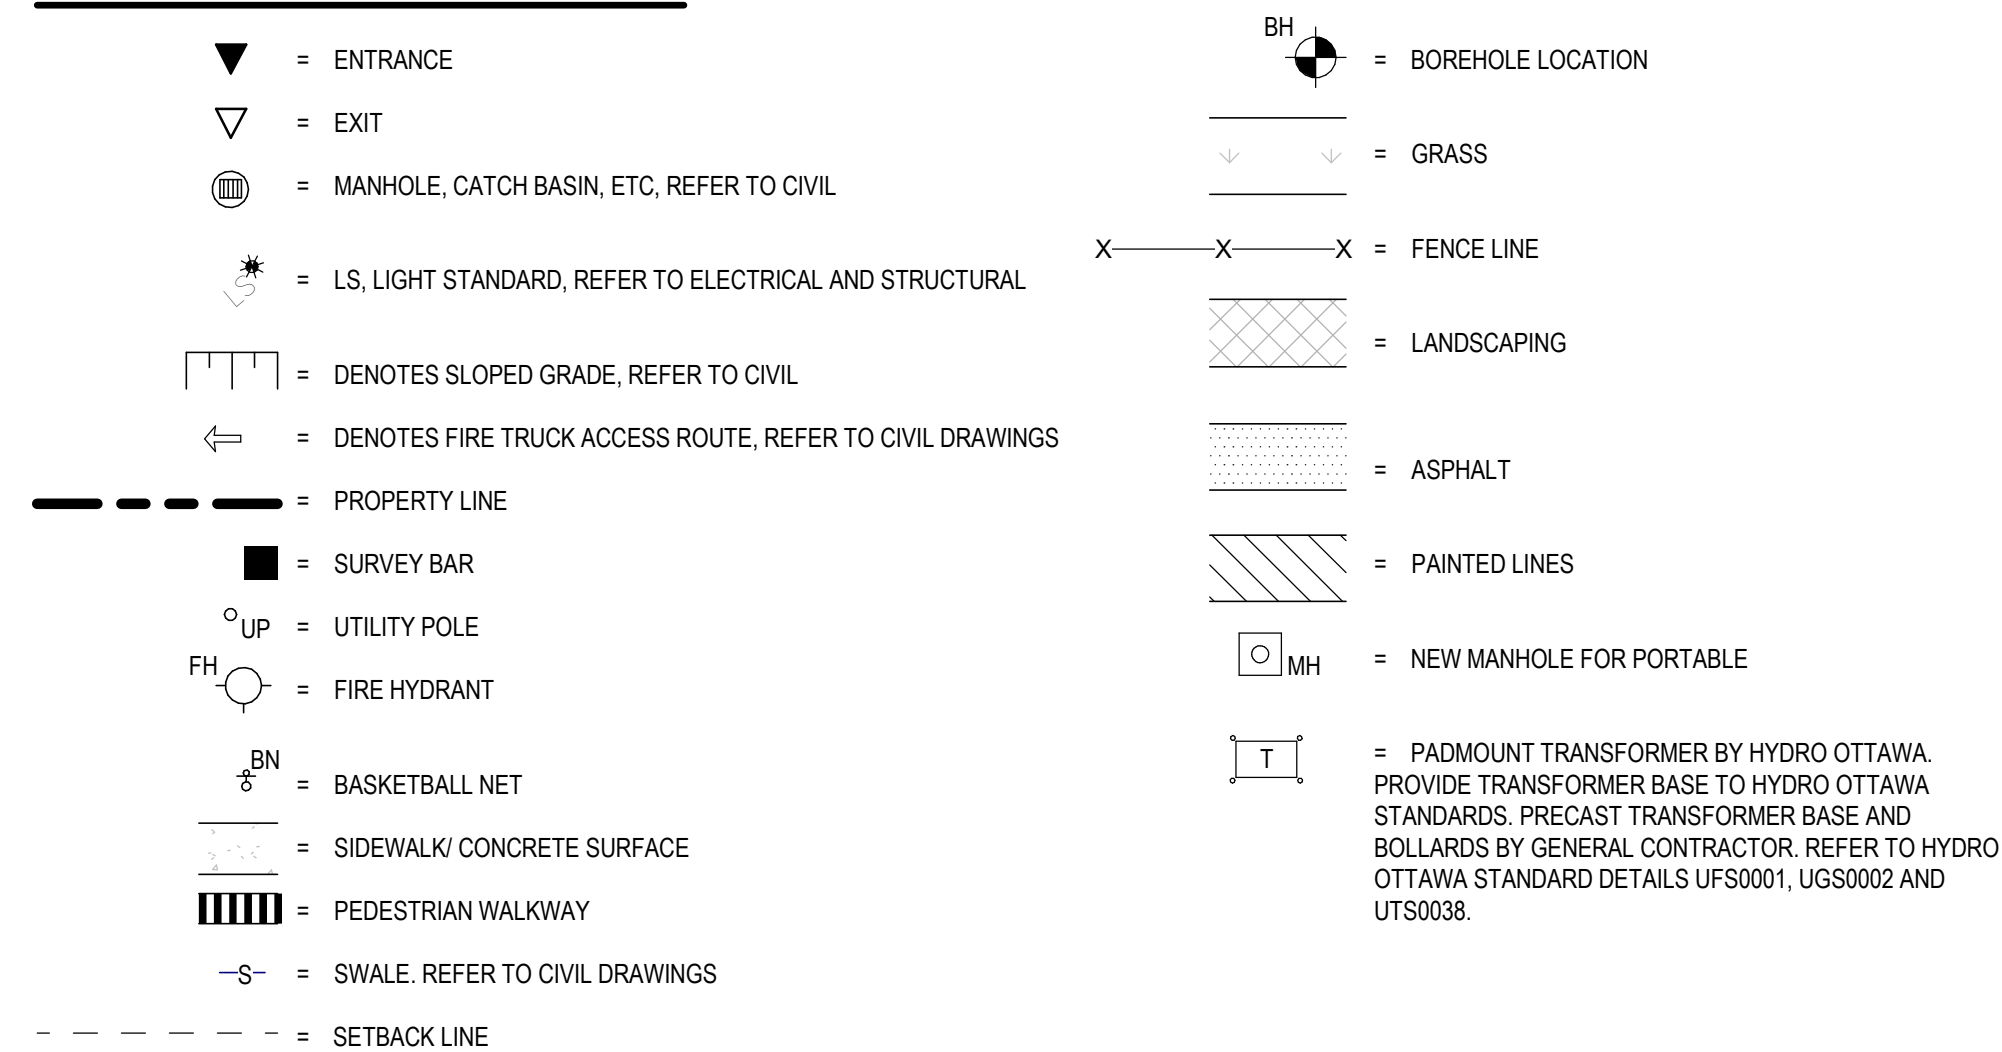 = ENTRANCE
= EXIT
= MANHOLE, CATCH BASIN, ETC, REFER TO CIVIL
LS = LS, LIGHT STANDARD, REFER TO ELECTRICAL AND STRUCTURAL
= DENOTES SLOPED GRADE, REFER TO CIVIL
= DENOTES FIRE TRUCK ACCESS ROUTE, REFER TO CIVIL DRAWINGS
= PROPERTY LINE
= SURVEY BAR
UP = UTILITY POLE
FH = FIRE HYDRANT
BN = BASKETBALL NET
= SIDEWALK/ CONCRETE SURFACE
= PEDESTRIAN WALKWAY
S = SWALE. REFER TO CIVIL DRAWINGS
= SETBACK LINE
BH = BOREHOLE LOCATION
= GRASS
X X X = FENCE LINE
= LANDSCAPING
= ASPHALT
= PAINTED LINES
MH = NEW MANHOLE FOR PORTABLE
T = PADMOUNT TRANSFORMER BY HYDRO OTTAWA.
PROVIDE TRANSFORMER BASE TO HYDRO OTTAWA
STANDARDS. PRECAST TRANSFORMER BASE AND
BOLLARDS BY GENERAL CONTRACTOR. REFER TO HYDRO
OTTAWA STANDARD DETAILS UFS0001, UGS0002 AND
UTS0038.